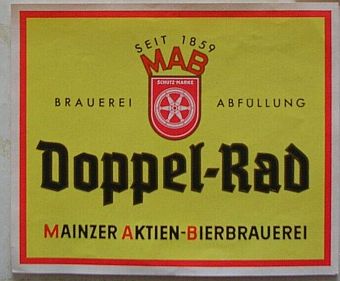 SEIT 1859
MAB
SCHUTZ-MARKE
BRAUEREI ABFÜLLUNG
Doppel-Rad
MAINZER AKTIEN-BIERBRAUEREI